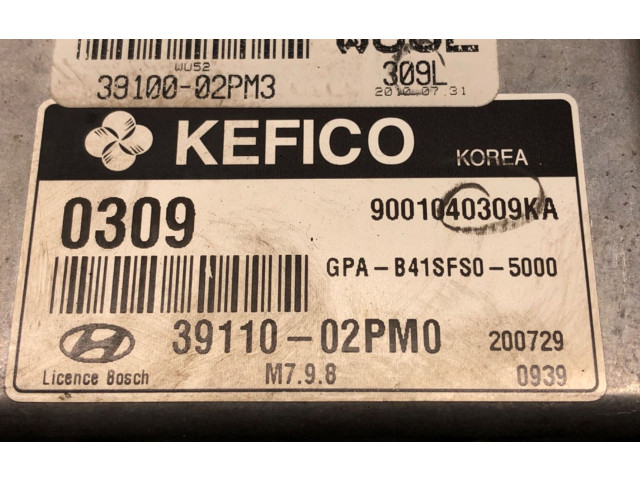 WU52
39100-02PM3
309L
2010.07.31
KEFICO KOREA
0309 9001040309KA
GPA-B41SFS0-5000
39110-02PM0 200729
Licence Bosch M7.9.8 0939